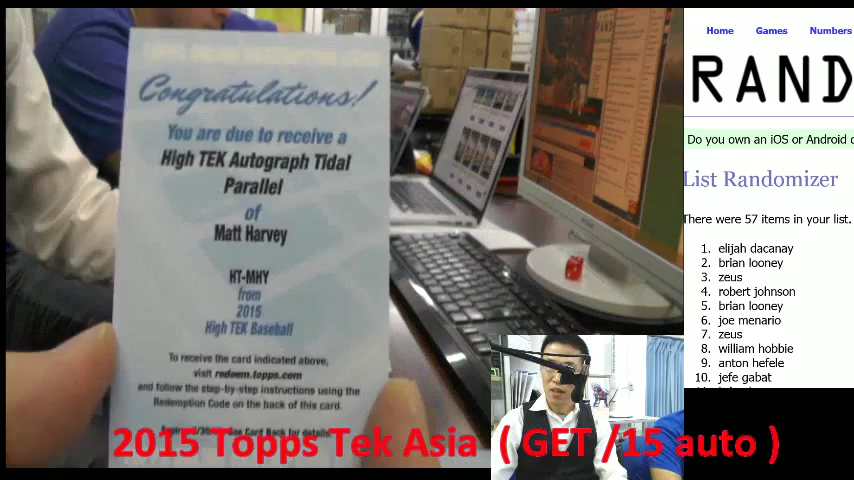 Congratulations!
You are due to receive a
High TEK Autograph Tidal
Parallel
of
Matt Harvey
HT-MHY
from
2015
High TEK Baseball
To receive the card indicated above,
visit redeem.topps.com
and follow the step-by-step instructions using the
Redemption Code on the back of this card.
See Card Back for details.
2015 Topps Tek Asia ( GET /15 auto )
Home Games Numbers
RAND
Do you own an iOS or Android
List Randomizer
There were 57 items in your list.
1. elijah dacanay
2. brian looney
3. zeus
4. robert johnson
5. brian looney
6. joe menario
7. zeus
8. william hobbie
9. anton hefele
10. jefe gabat